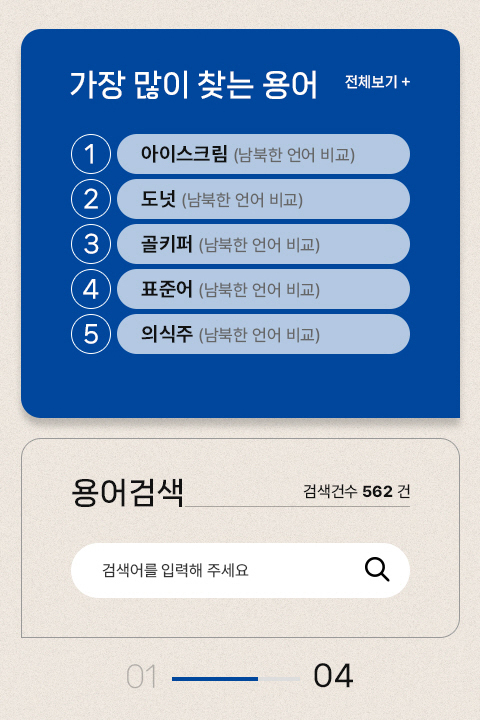 가장 많이 찾는 용어 전체보기 +
1 아이스크림 (남북한 언어 비교)
2 도넛 (남북한 언어 비교)
3 골키퍼 (남북한 언어 비교)
4 표준어 (남북한 언어 비교)
5 의식주 (남북한 언어 비교)
용어검색 검색건수 562 건
검색어를 입력해 주세요
01 04